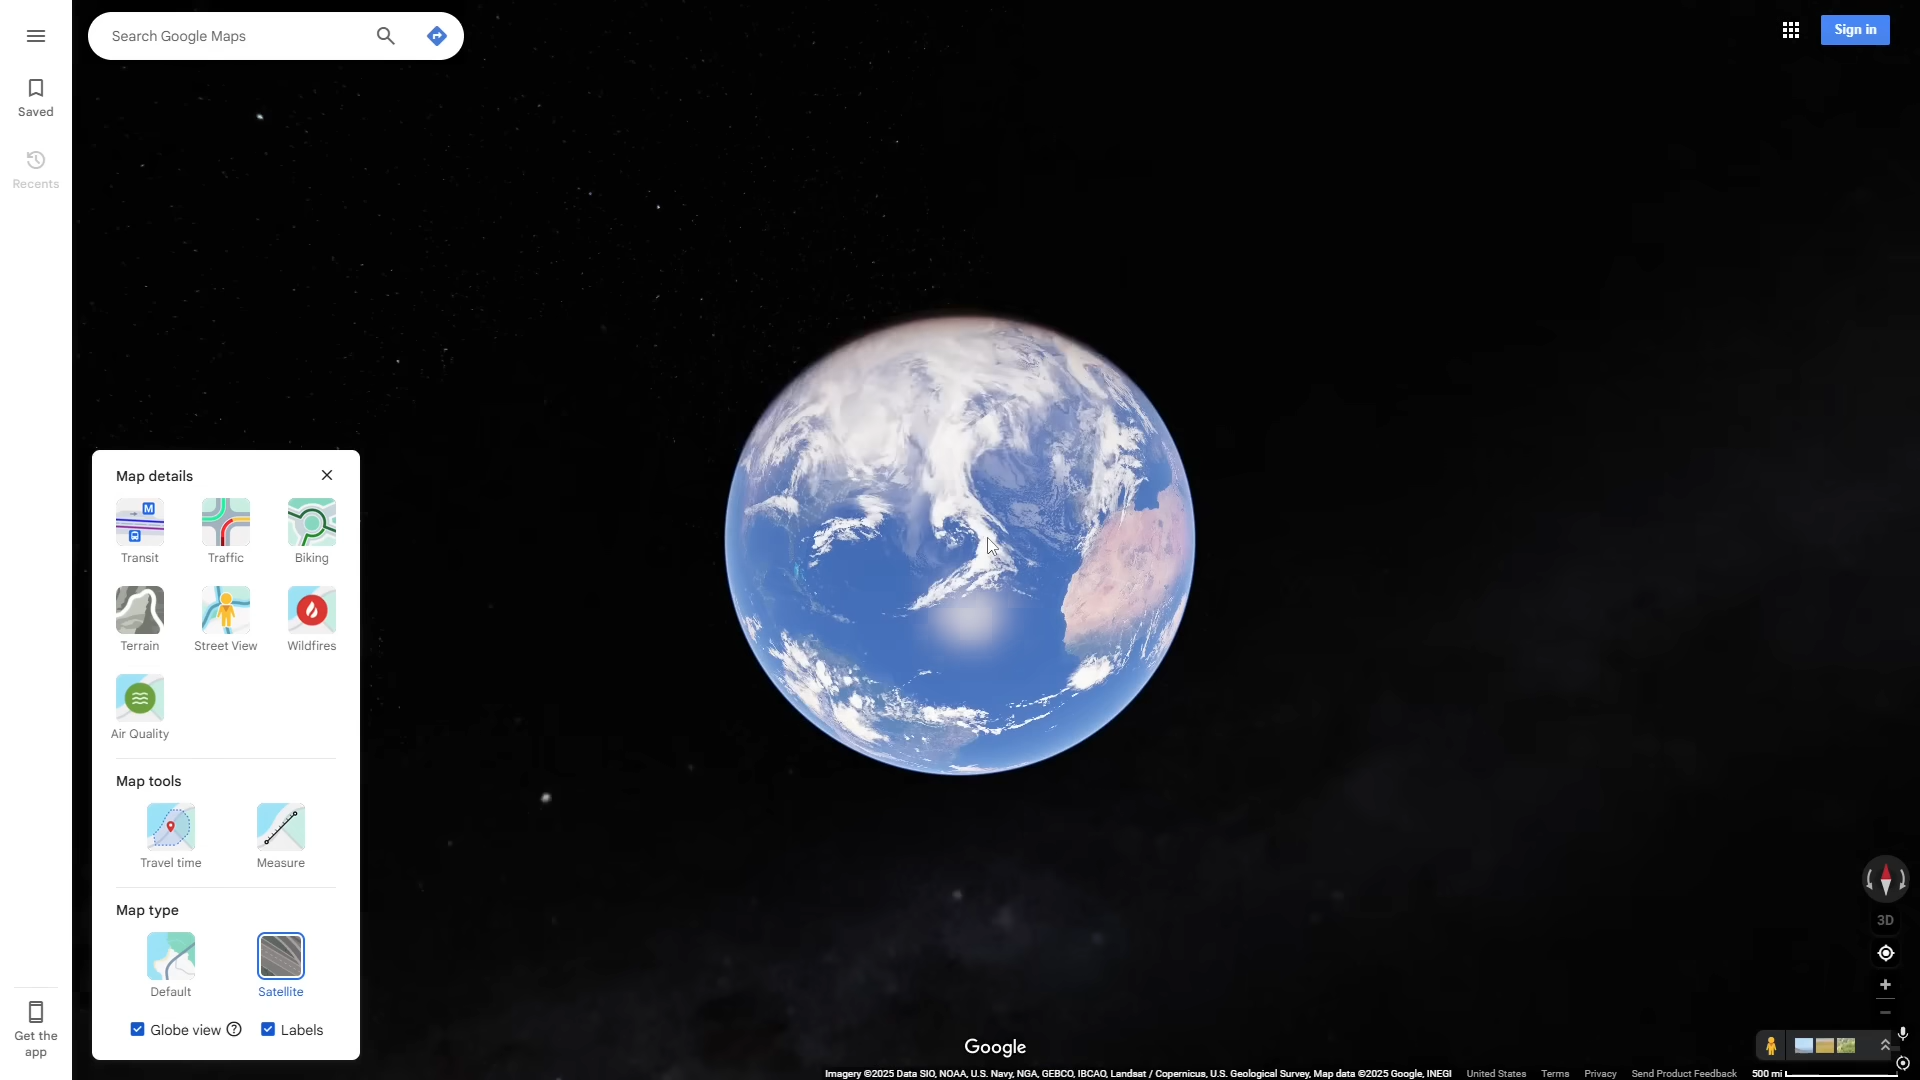 Search Google Maps
Sign in
Saved
Recents
Map details
M
Transit
Traffic
Biking
Terrain
Street View
Wildfires
Air Quality
Map tools
Travel time
Measure
Map type
Default
Satellite
Globe view
Labels
Get the
app
3D
Google
Imagery ©2025 Data SIO, NOAA, U.S. Navy, NGA, GEBCO, IBCAO, Landsat / Copernicus, U.S. Geological Survey, Map data ©2025 Google, INEGI United States Terms Privacy Send Product Feedback 500 mi